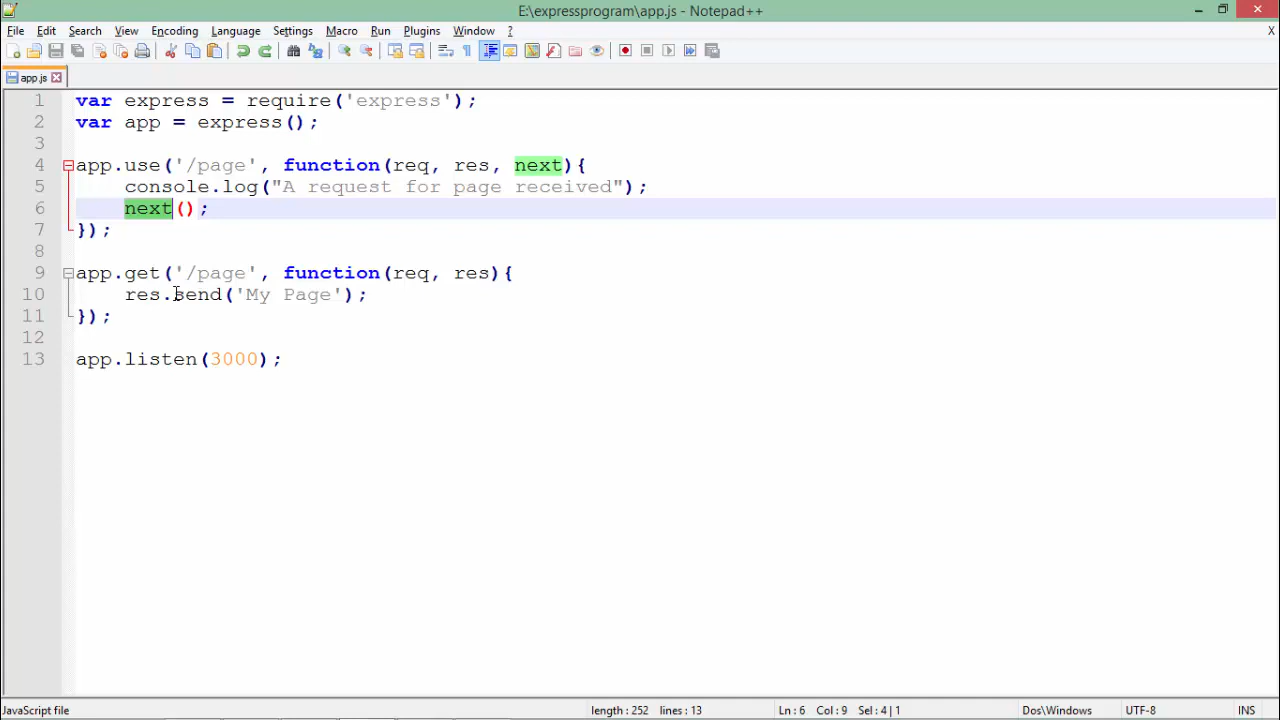 E:\expressprogram\app.js - Notepad++
File Edit Search View Encoding Language Settings Macro Run Plugins Window ? X
app.js
1 var express = require('express');
2 var app = express();
3
4 app.use('/page', function(req, res, next){
5 console.log("A request for page received");
6 next();
7 });
8
9 app.get('/page', function(req, res){
10 res.send('My Page');
11 });
12
13 app.listen(3000);
JavaScript file length : 252 lines : 13 Ln : 6 Col : 9 Sel : 4 | 1 Dos\Windows UTF-8 INS